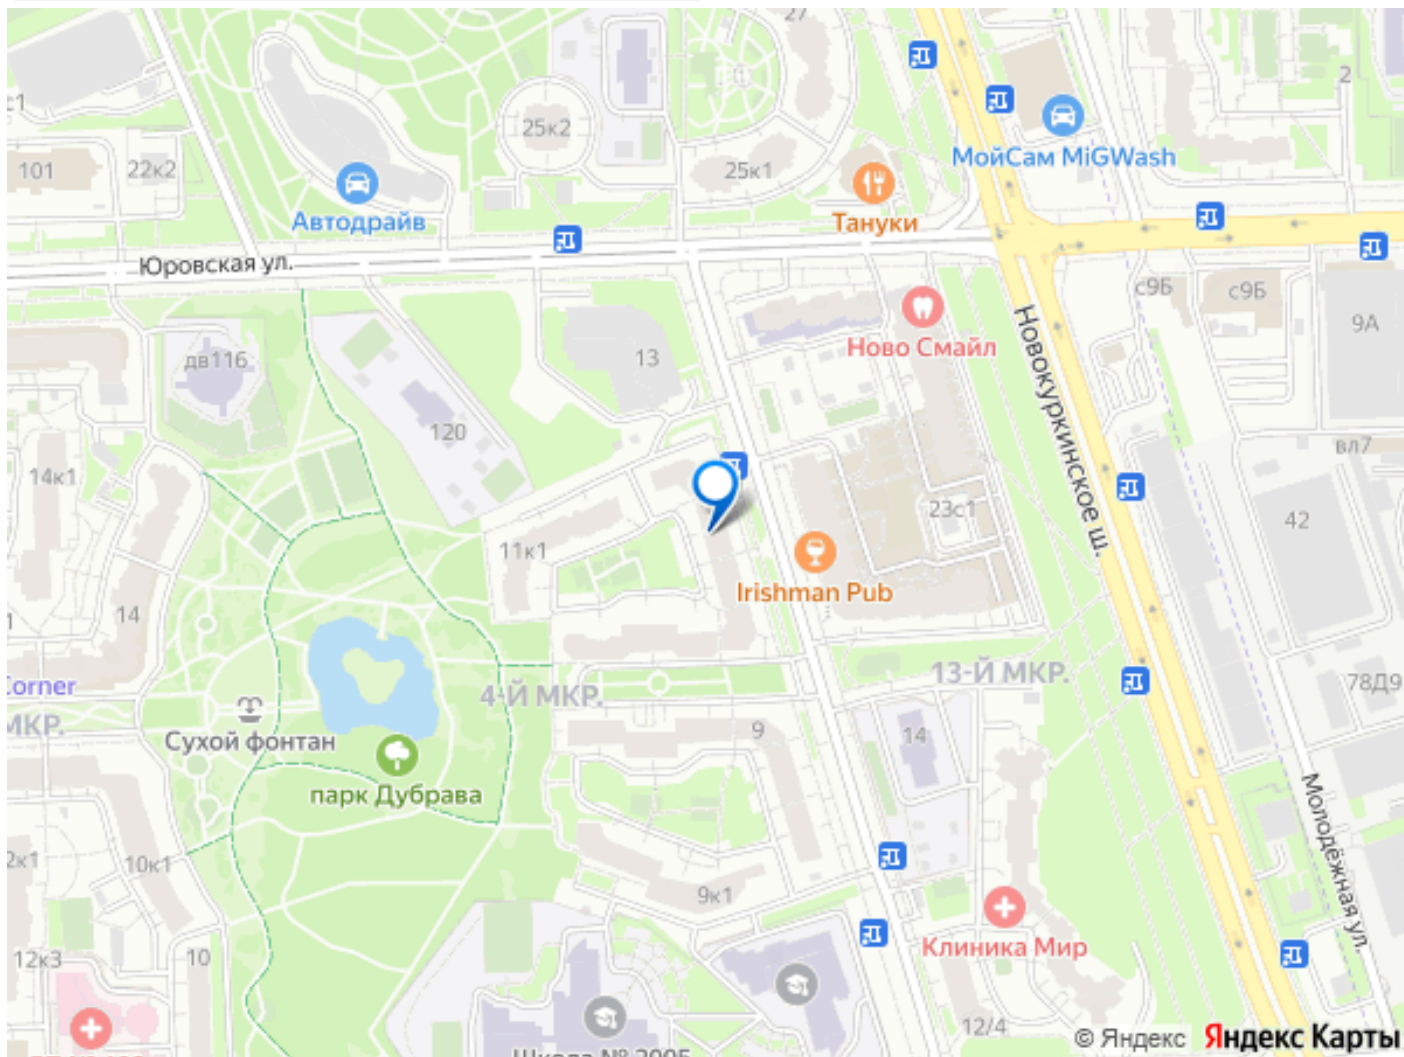 27
2
с1
25к2
МойСам MiGWash
101
22к2
25к1
Автодрайв
Тануки
Юровская ул.
с9Б
с9Б
Новокуркинское ш.
9А
дв116
13
Ново Смайл
120
вл7
14к1
23с1
42
11к1
Irishman Pub
14
1
13-Й МКР.
Corner
4-Й МКР.
78Д9
МКР.
Сухой фонтан
9
14
парк Дубрава
Молодёжная ул.
2к1
10к1
9к1
Клиника Мир
12к3
10
12/4
© Яндекс Яндекс Карты
Школа № 2005